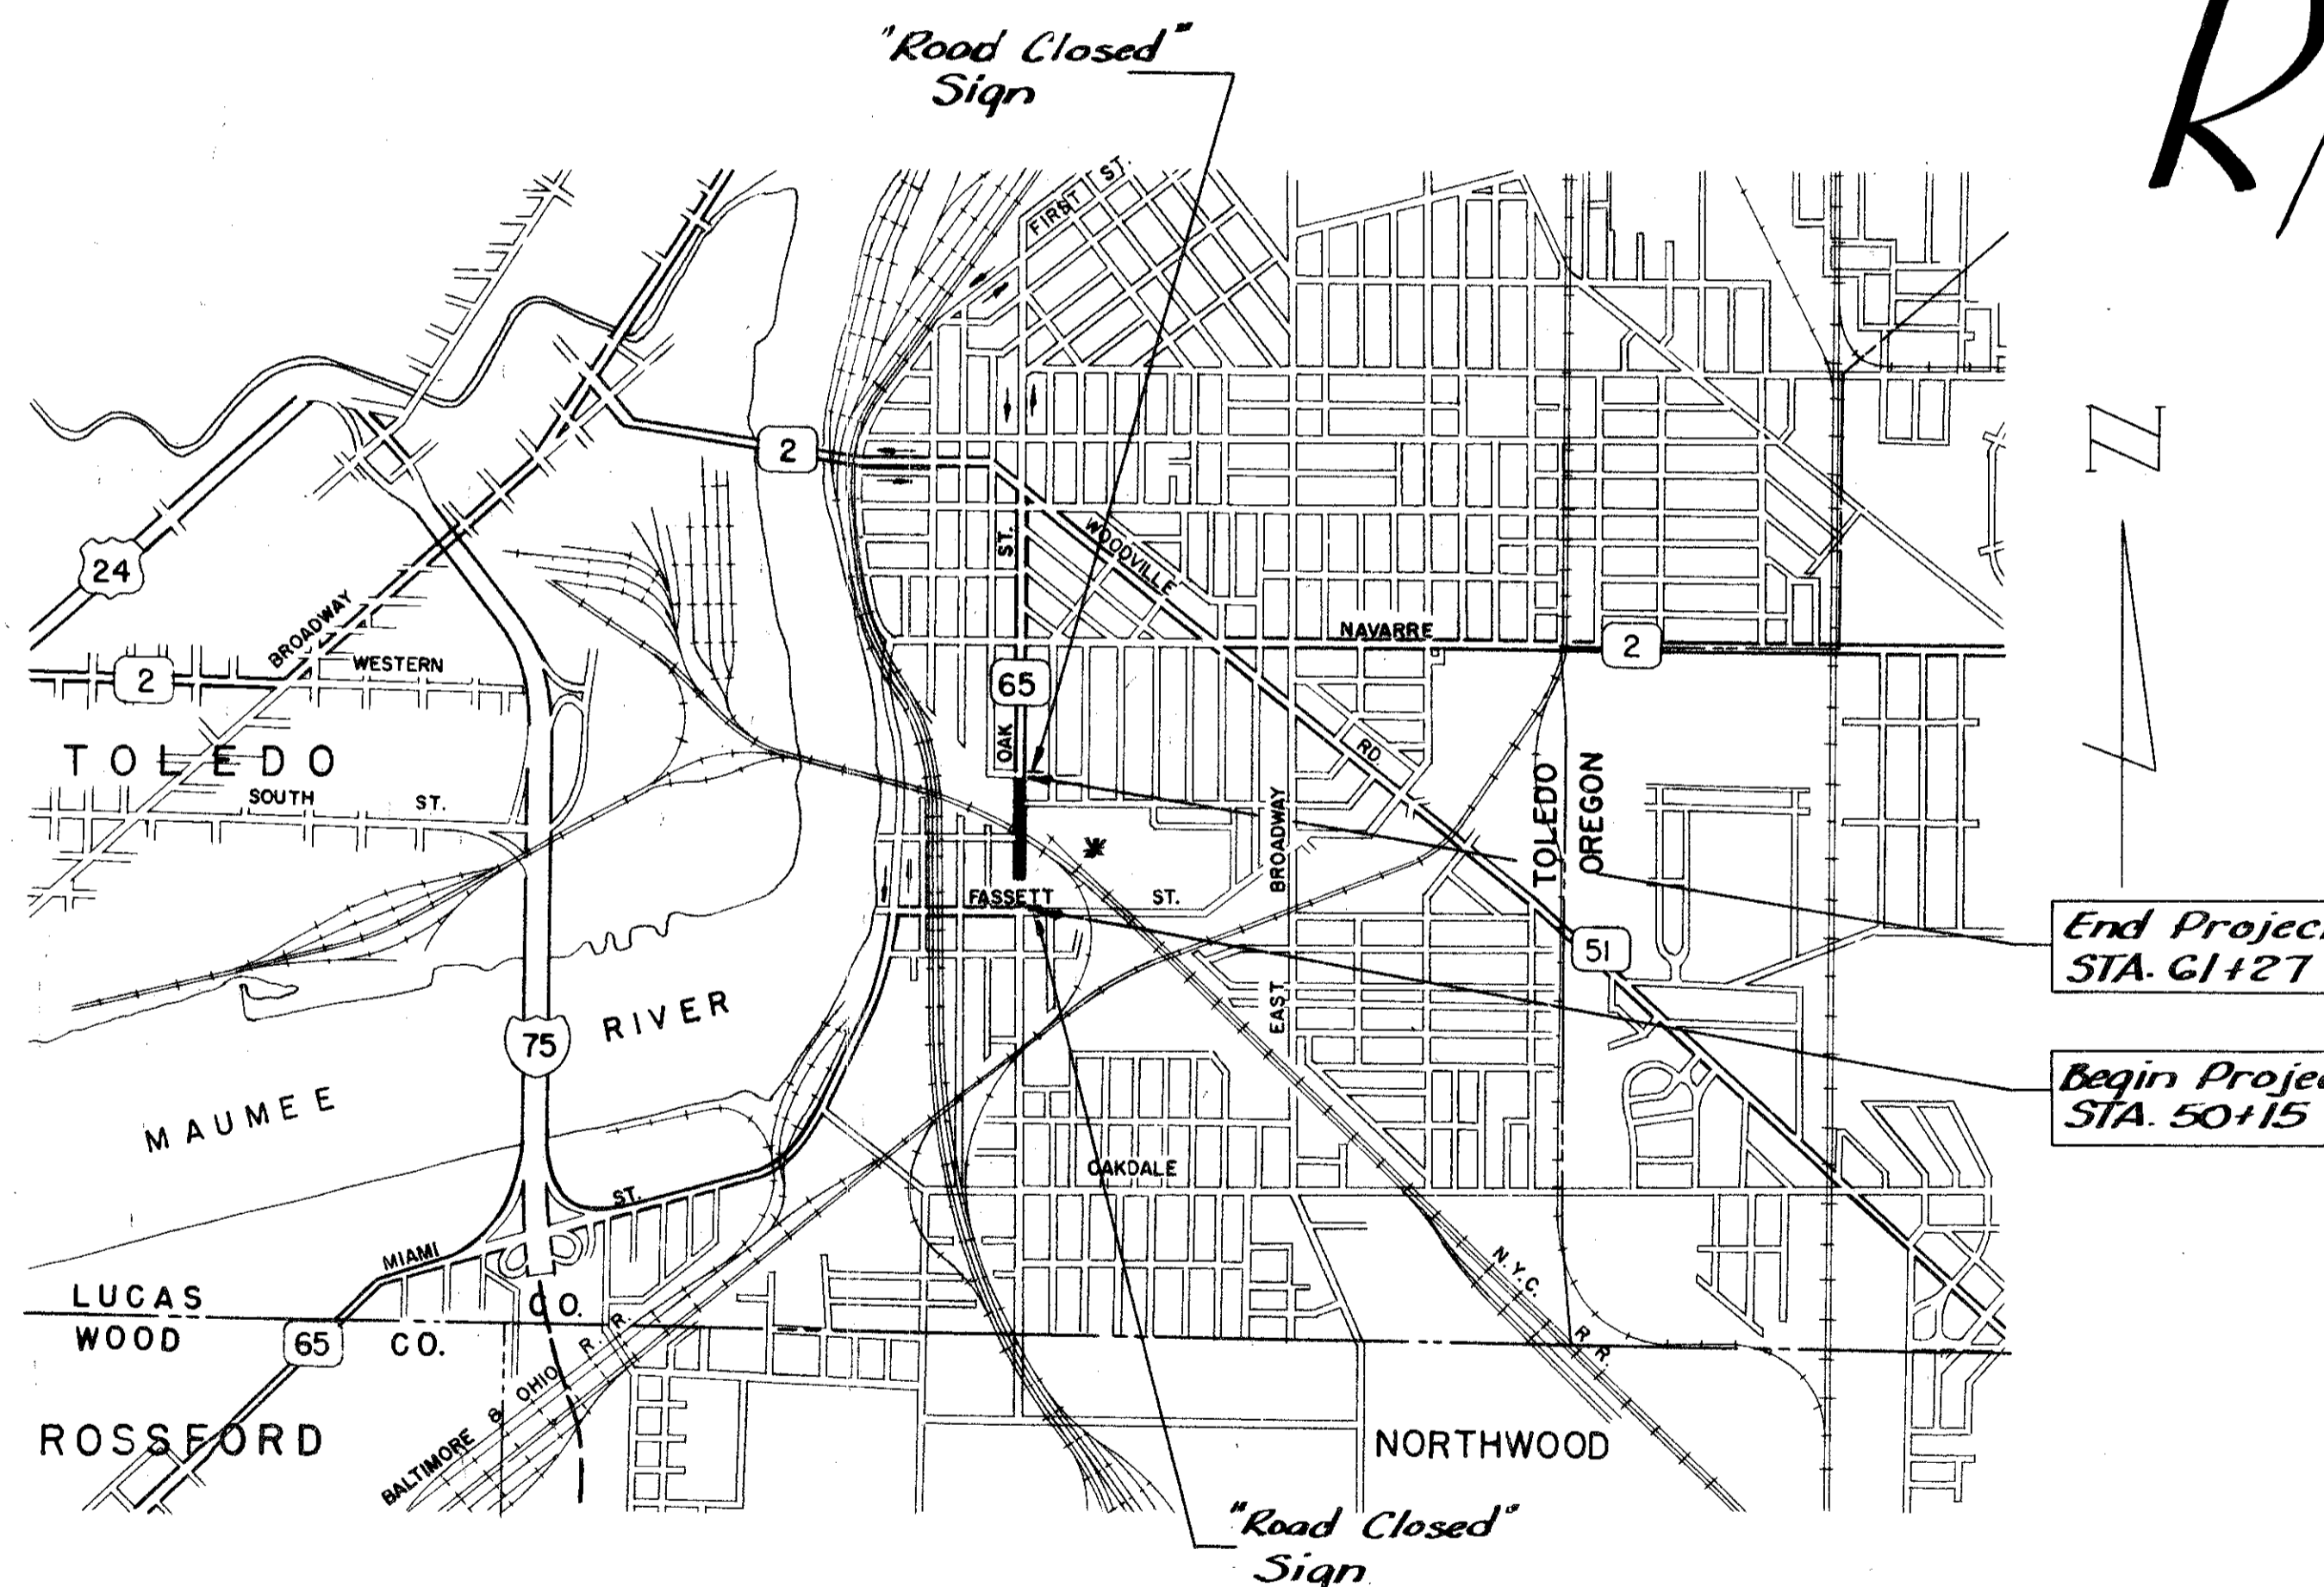 "Road Closed"
Sign
FIRST ST.
2
ST.
WOODVILLE
24
BROADWAY
NAVARRE
2
WESTERN
2
65
OAK
RD.
TOLEDO
SOUTH ST.
BROADWAY
TOLEDO
OREGON
FASSETT ST.
End Projec
STA. 61+27
51
EAST
RIVER
75
Begin Projec
STA. 50+15
MAUMEE
OAKDALE
ST.
MIAMI
N.Y.C.
R.R.
LUCAS CO.
WOOD CO.
65
BALTIMORE & OHIO R. R.
ROSSFORD
NORTHWOOD
"Road Closed"
Sign